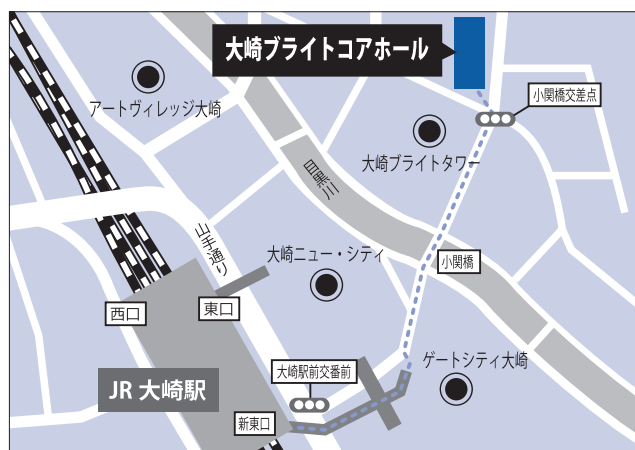 大崎ブライトコアホール
アートヴィレッジ大崎
小関橋交差点
大崎ブライトタワー
目黒川
山手通り
大崎ニュー・シティ
小関橋
西口
東口
大崎駅前交番前
ゲートシティ大崎
JR 大崎駅
新東口